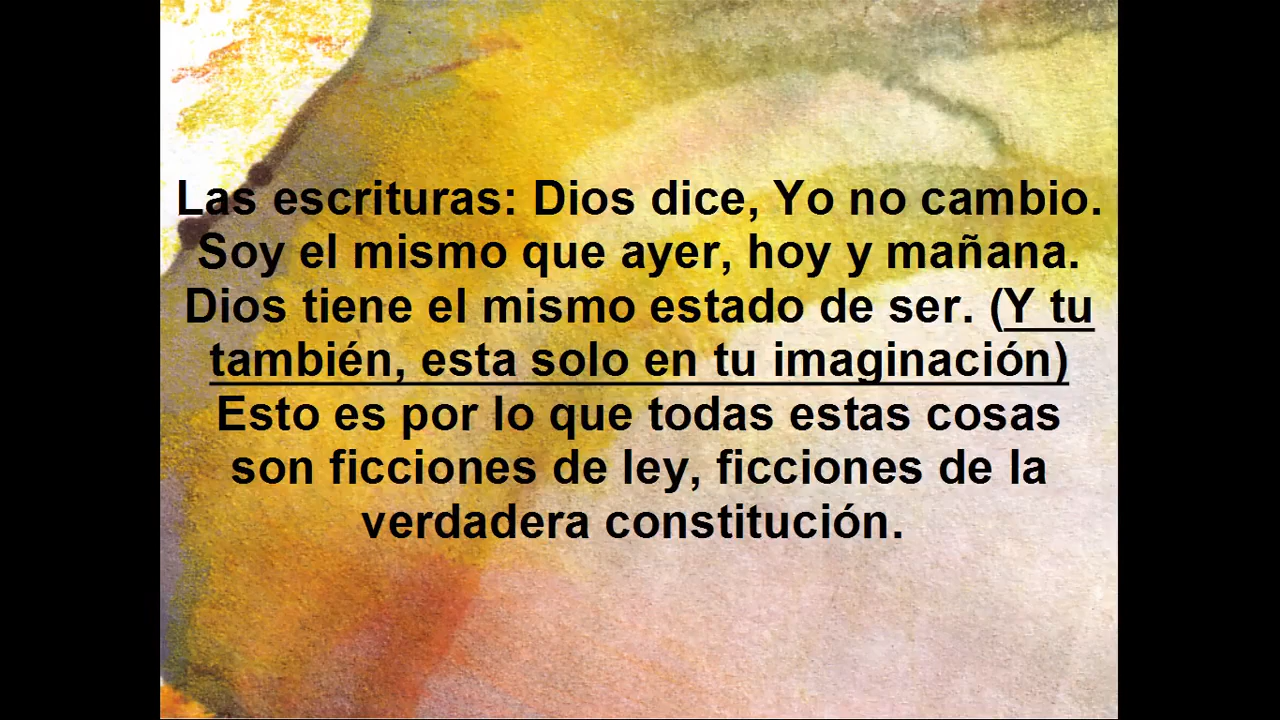 Las escrituras: Dios dice, Yo no cambio.
Soy el mismo que ayer, hoy y mañana.
Dios tiene el mismo estado de ser. (Y tu
también, esta solo en tu imaginación)
Esto es por lo que todas estas cosas
son ficciones de ley, ficciones de la
verdadera constitución.